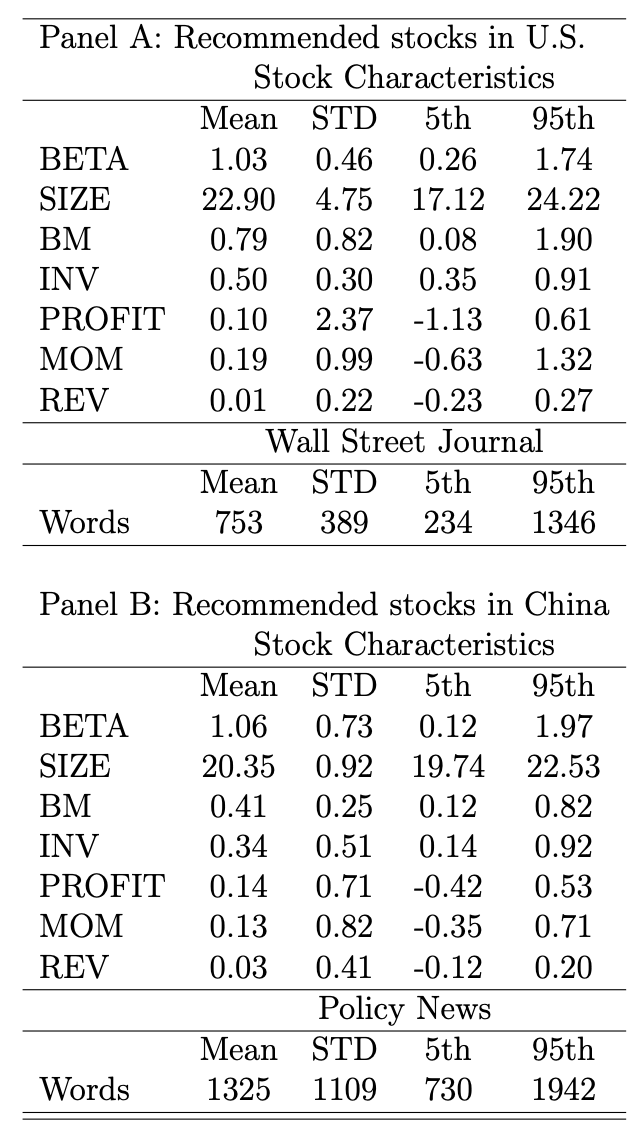 Panel A: Recommended stocks in U.S.
Stock Characteristics
Mean STD 5th 95th
BETA 1.03 0.46 0.26 1.74
SIZE 22.90 4.75 17.12 24.22
BM 0.79 0.82 0.08 1.90
INV 0.50 0.30 0.35 0.91
PROFIT 0.10 2.37 -1.13 0.61
MOM 0.19 0.99 -0.63 1.32
REV 0.01 0.22 -0.23 0.27
Wall Street Journal
Mean STD 5th 95th
Words 753 389 234 1346
Panel B: Recommended stocks in China
Stock Characteristics
Mean STD 5th 95th
BETA 1.06 0.73 0.12 1.97
SIZE 20.35 0.92 19.74 22.53
BM 0.41 0.25 0.12 0.82
INV 0.34 0.51 0.14 0.92
PROFIT 0.14 0.71 -0.42 0.53
MOM 0.13 0.82 -0.35 0.71
REV 0.03 0.41 -0.12 0.20
Policy News
Mean STD 5th 95th
Words 1325 1109 730 1942